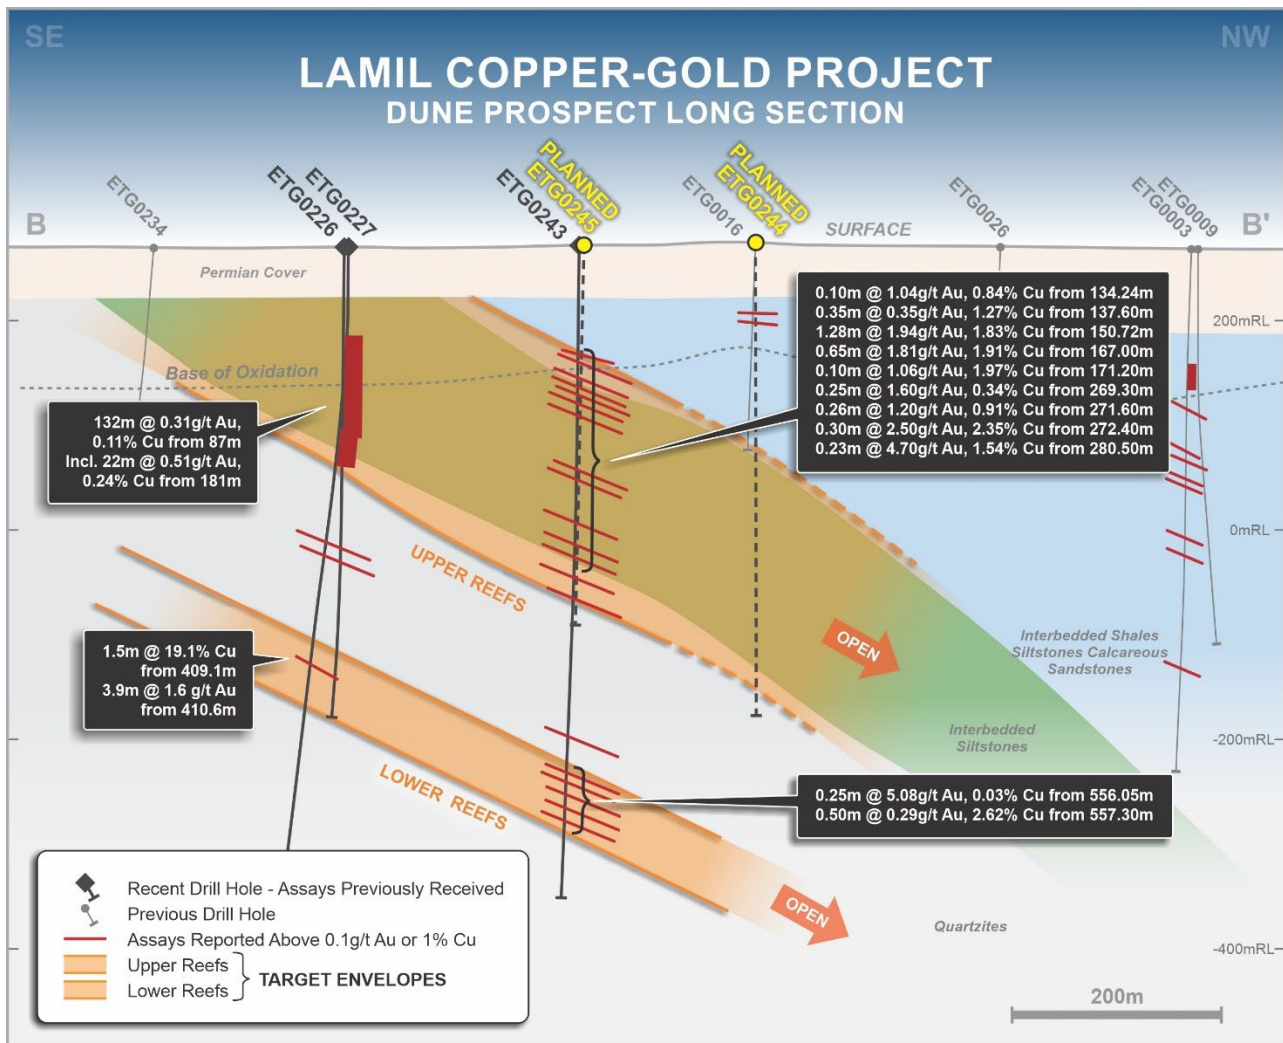 SE
NW
LAMIL COPPER-GOLD PROJECT
DUNE PROSPECT LONG SECTION
B
ETG0234
ETG0226
ETG0227
ETG0243
PLANNED
ETG0245
ETG0016
PLANNED
ETG0244
SURFACE
ETG0026
ETG0003
ETG0009
B'
Permian Cover
200mRL
Base of Oxidation
0.10m @ 1.04g/t Au, 0.84% Cu from 134.24m
0.35m @ 0.35g/t Au, 1.27% Cu from 137.60m
1.28m @ 1.94g/t Au, 1.83% Cu from 150.72m
0.65m @ 1.81g/t Au, 1.91% Cu from 167.00m
0.10m @ 1.06g/t Au, 1.97% Cu from 171.20m
0.25m @ 1.60g/t Au, 0.34% Cu from 269.30m
0.26m @ 1.20g/t Au, 0.91% Cu from 271.60m
0.30m @ 2.50g/t Au, 2.35% Cu from 272.40m
0.23m @ 4.70g/t Au, 1.54% Cu from 280.50m
132m @ 0.31g/t Au,
0.11% Cu from 87m
Incl. 22m @ 0.51g/t Au,
0.24% Cu from 181m
0mRL
UPPER REEFS
OPEN
Interbedded Shales
Siltstones Calcareous
Sandstones
1.5m @ 19.1% Cu
from 409.1m
3.9m @ 1.6 g/t Au
from 410.6m
Interbedded
Siltstones
-200mRL
LOWER REEFS
0.25m @ 5.08g/t Au, 0.03% Cu from 556.05m
0.50m @ 0.29g/t Au, 2.62% Cu from 557.30m
OPEN
Quartzites
-400mRL
Recent Drill Hole - Assays Previously Received
Previous Drill Hole
Assays Reported Above 0.1g/t Au or 1% Cu
Upper Reefs
Lower Reefs
TARGET ENVELOPES
200m